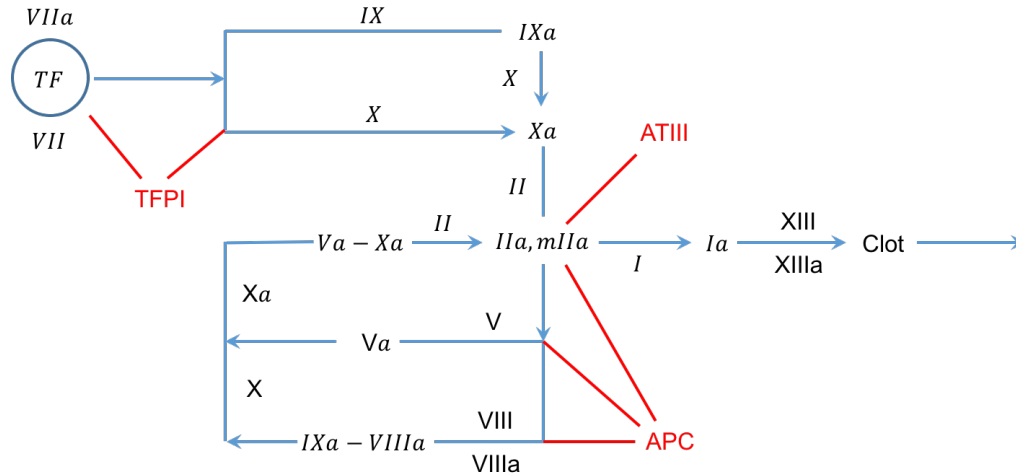 VIIa
IX
IXa
TF
X
VII
X
Xa
ATIII
TFPI
II
Va − Xa
II
IIa, mIIa
I
Ia
XIII
XIIIa
Clot
Xa
Va
V
X
IXa − VIIIa
VIII
VIIIa
APC